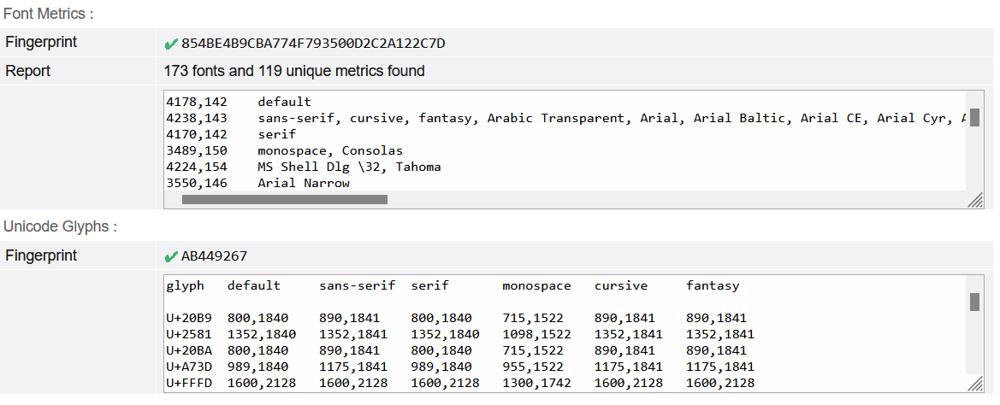 Font Metrics :
Fingerprint ✔ 854BE4B9CBA774F793500D2C2A122C7D
Report 173 fonts and 119 unique metrics found
4178,142 default
4238,143 sans-serif, cursive, fantasy, Arabic Transparent, Arial, Arial Baltic, Arial CE, Arial Cyr,
4170,142 serif
3489,150 monospace, Consolas
4224,154 MS Shell Dlg \32, Tahoma
3550,146 Arial Narrow
Unicode Glyphs :
Fingerprint ✔ AB449267
glyph default sans-serif serif monospace cursive fantasy
U+20B9 800,1840 890,1841 800,1840 715,1522 890,1841 890,1841
U+2581 1352,1840 1352,1841 1352,1840 1098,1522 1352,1841 1352,1841
U+20BA 800,1840 890,1841 800,1840 715,1522 890,1841 890,1841
U+A73D 989,1840 1175,1841 989,1840 955,1522 1175,1841 1175,1841
U+FFFD 1600,2128 1600,2128 1600,2128 1300,1742 1600,2128 1600,2128